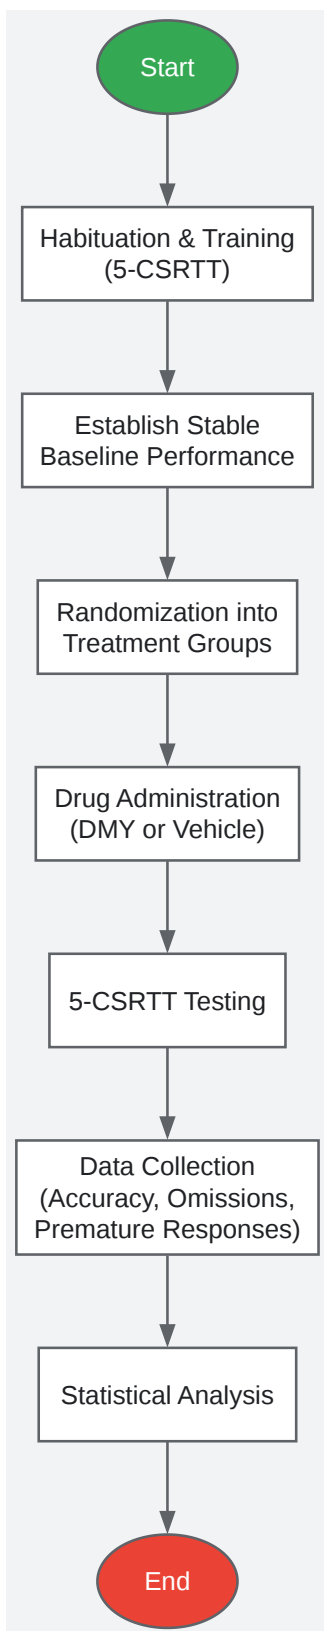 Start
Habituation & Training
(5-CSRTT)
Establish Stable
Baseline Performance
Randomization into
Treatment Groups
Drug Administration
(DMY or Vehicle)
5-CSRTT Testing
Data Collection
(Accuracy, Omissions,
Premature Responses)
Statistical Analysis
End